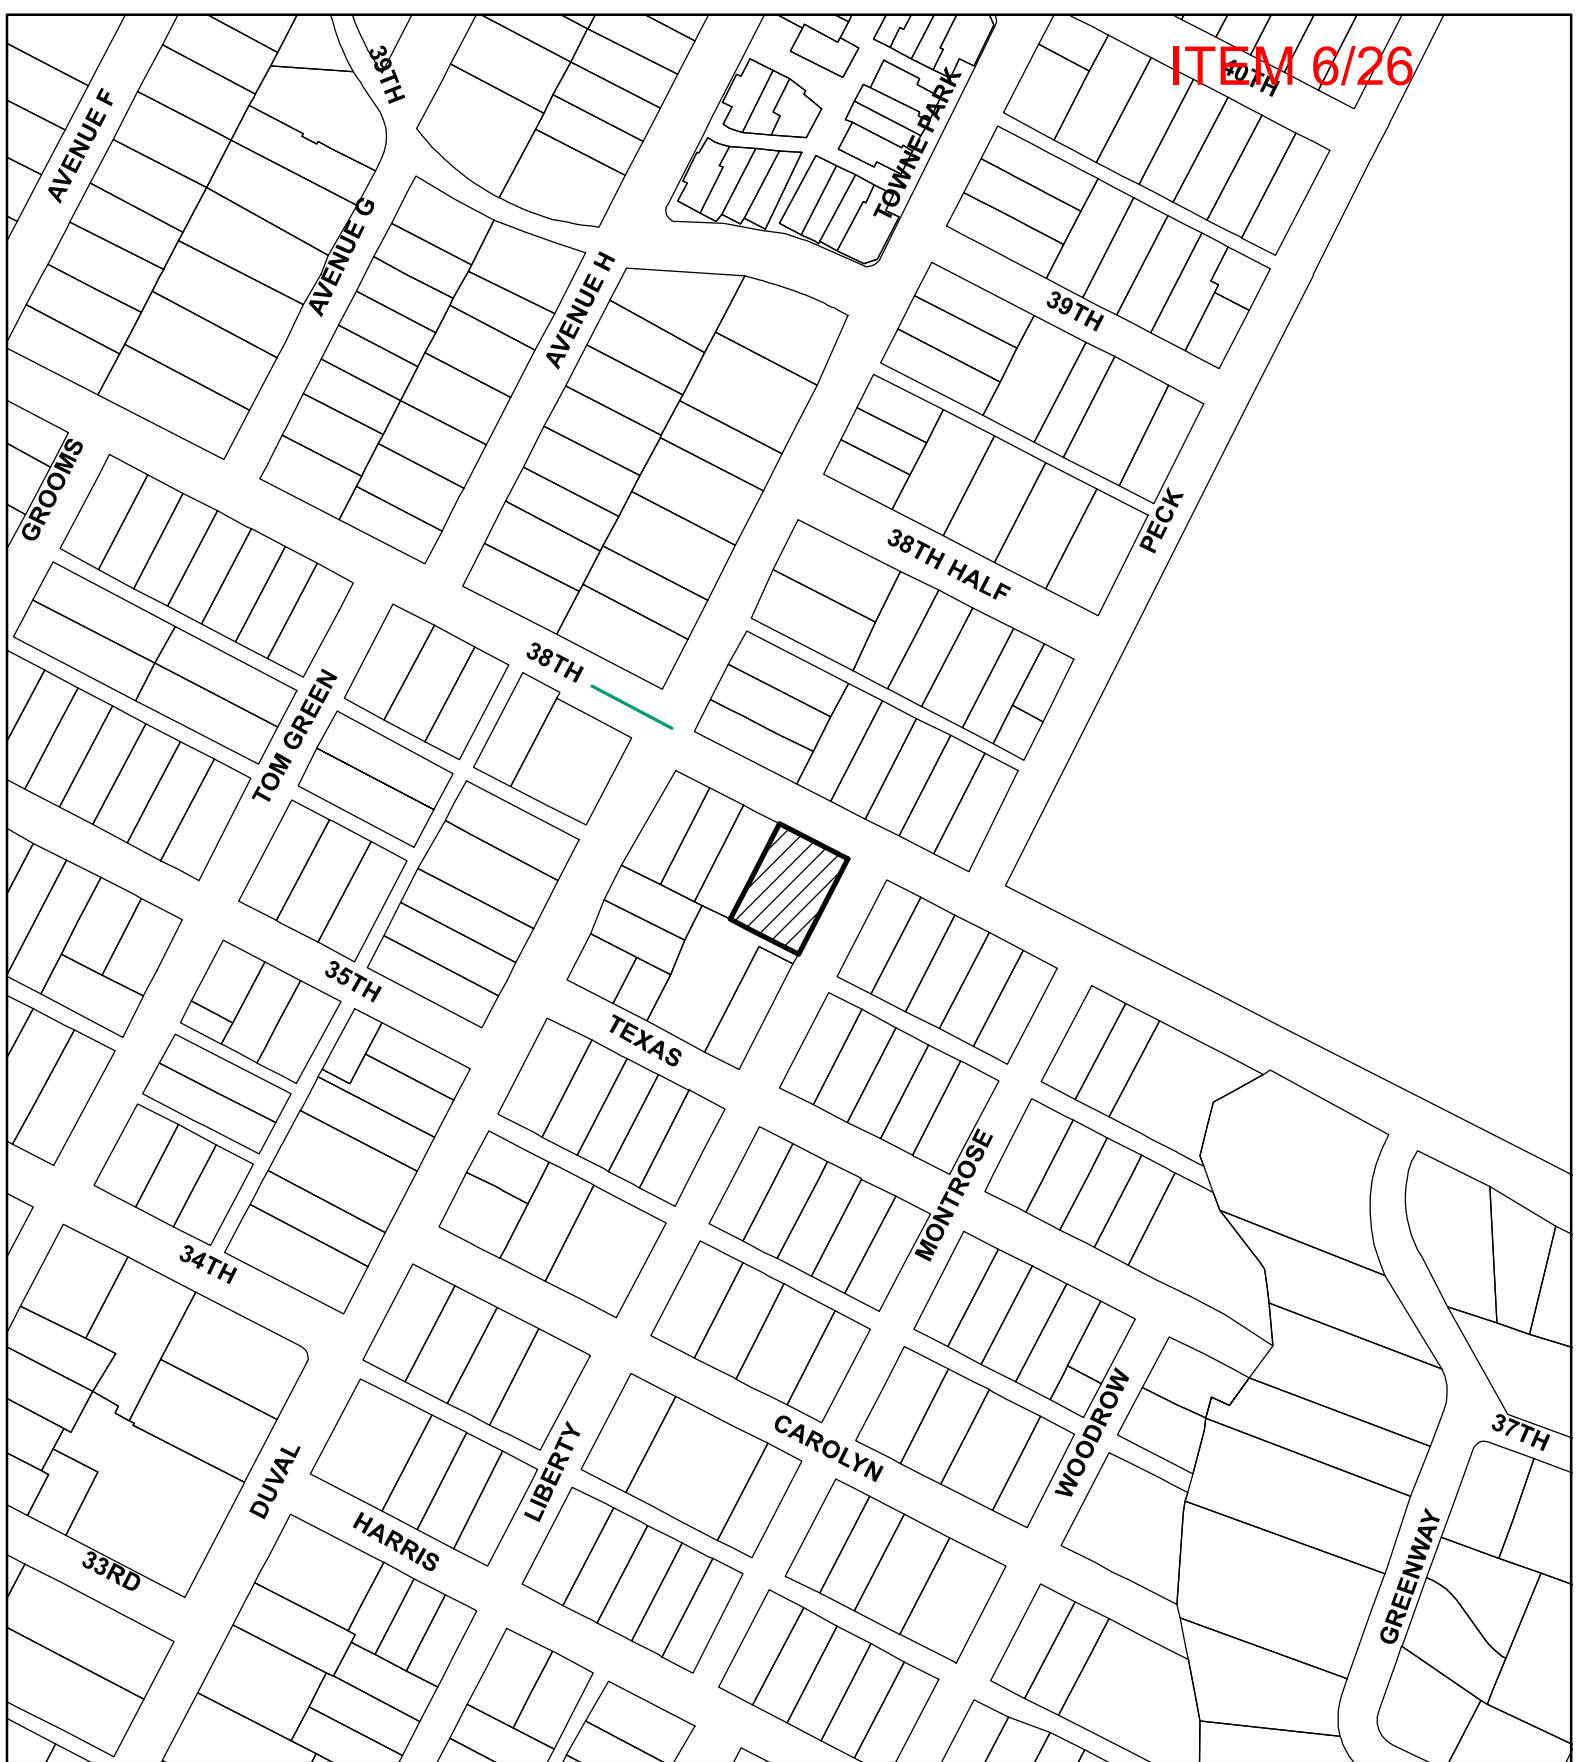 ITEM 6/26
39TH
40TH
AVENUE F
TOWNE PARK
AVENUE G
AVENUE H
39TH
GROOMS
PECK
38TH HALF
38TH
TOM GREEN
35TH
TEXAS
MONTROSE
34TH
WOODROW
CAROLYN
37TH
DUVAL
LIBERTY
HARRIS
GREENWAY
33RD